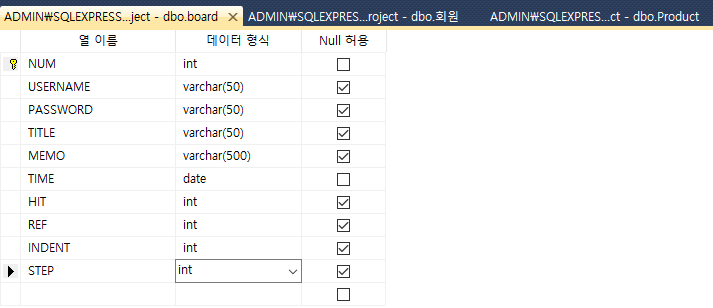 ADMIN₩SQLEXPRESS...ject - dbo.board ADMIN₩SQLEXPRES...roject - dbo.회원 ADMIN₩SQLEXPRES...ct - dbo.Product
열 이름 데이터 형식 Null 허용
NUM int
USERNAME varchar(50)
PASSWORD varchar(50)
TITLE varchar(50)
MEMO varchar(500)
TIME date
HIT int
REF int
INDENT int
STEP int